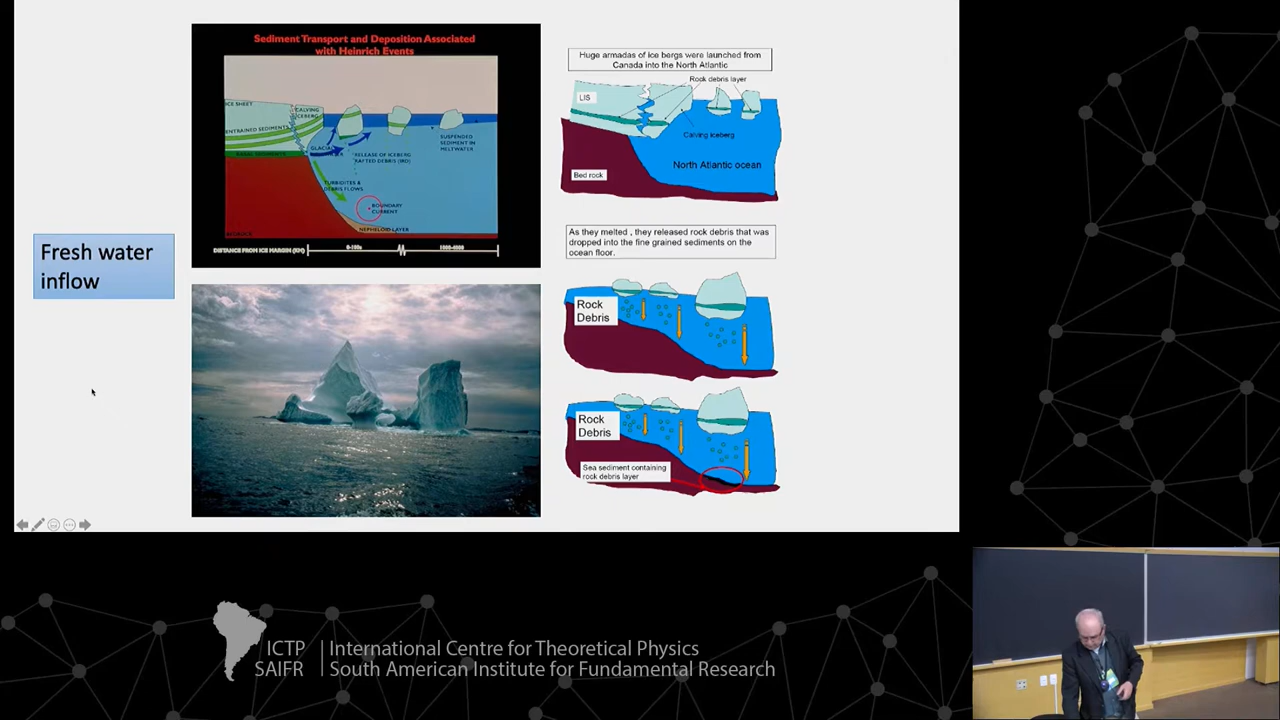 Fresh water
inflow
Sediment Transport and Deposition Associated
with Heinrich Events
ICE SHEET
CALVING
ICEBERG
ENTRAINED SEDIMENTS
BASAL SEDIMENTS
RELEASE OF ICEBERG
RAFTED DEBRIS (IRD)
SUSPENDED
SEDIMENT IN
MELTWATER
TURBIDITES &
DEBRIS FLOWS
BOUNDARY
CURRENT
NEPHELOID LAYER
BEDROCK
DISTANCE FROM ICE MARGIN (KM)
Huge armadas of ice bergs were launched from
Canada into the North Atlantic
Rock debris layer
LIS
Calving iceberg
North Atlantic ocean
Bed rock
As they melted , they released rock debris that was
dropped into the fine grained sediments on the
ocean floor.
Rock
Debris
Rock
Debris
Sea sediment containing
rock debris layer
ICTP
SAIFR
International Centre for Theoretical Physics
South American Institute for Fundamental Research